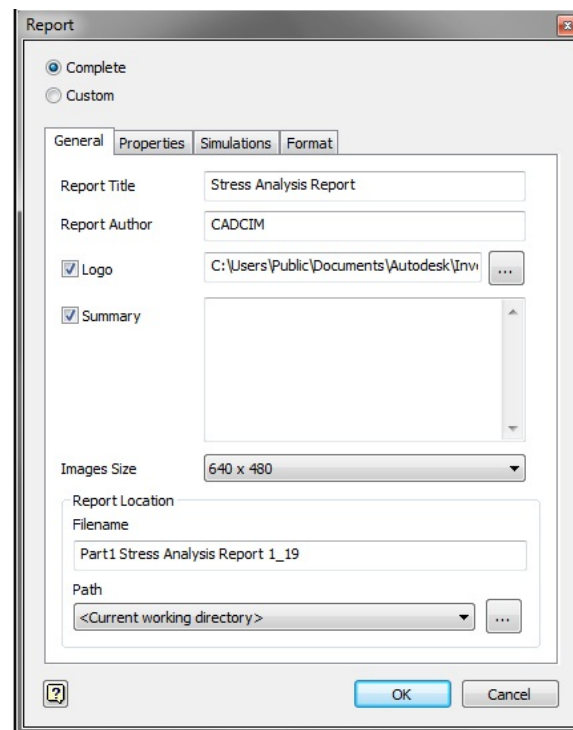 Report
Complete
Custom
General Properties Simulations Format
Report Title Stress Analysis Report
Report Author CADCIM
Logo C:\Users\Public\Documents\Autodesk\Inv ...
Summary
Images Size 640 x 480
Report Location
Filename
Part1 Stress Analysis Report 1_19
Path
<Current working directory> ...
? OK Cancel